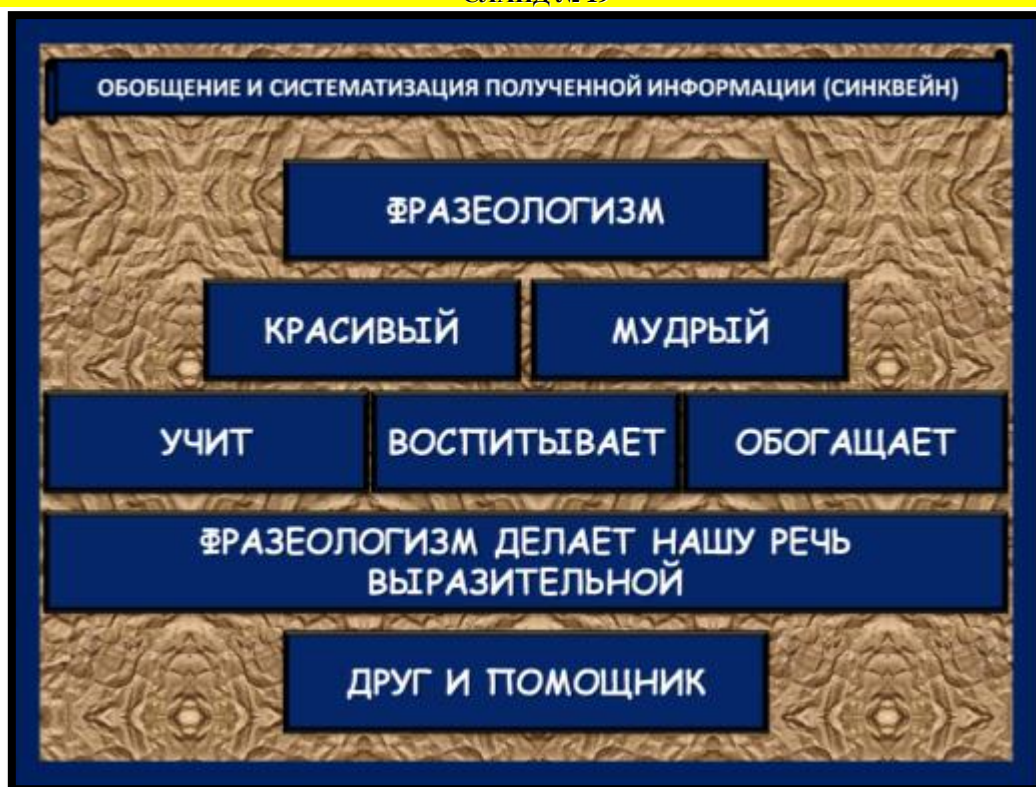 ОБОБЩЕНИЕ И СИСТЕМАТИЗАЦИЯ ПОЛУЧЕННОЙ ИНФОРМАЦИИ (СИНКВЕЙН)
ФРАЗЕОЛОГИЗМ
КРАСИВЫЙ МУДРЫЙ
УЧИТ ВОСПИТЫВАЕТ ОБОГАЩАЕТ
ФРАЗЕОЛОГИЗМ ДЕЛАЕТ НАШУ РЕЧЬ
ВЫРАЗИТЕЛЬНОЙ
ДРУГ И ПОМОЩНИК